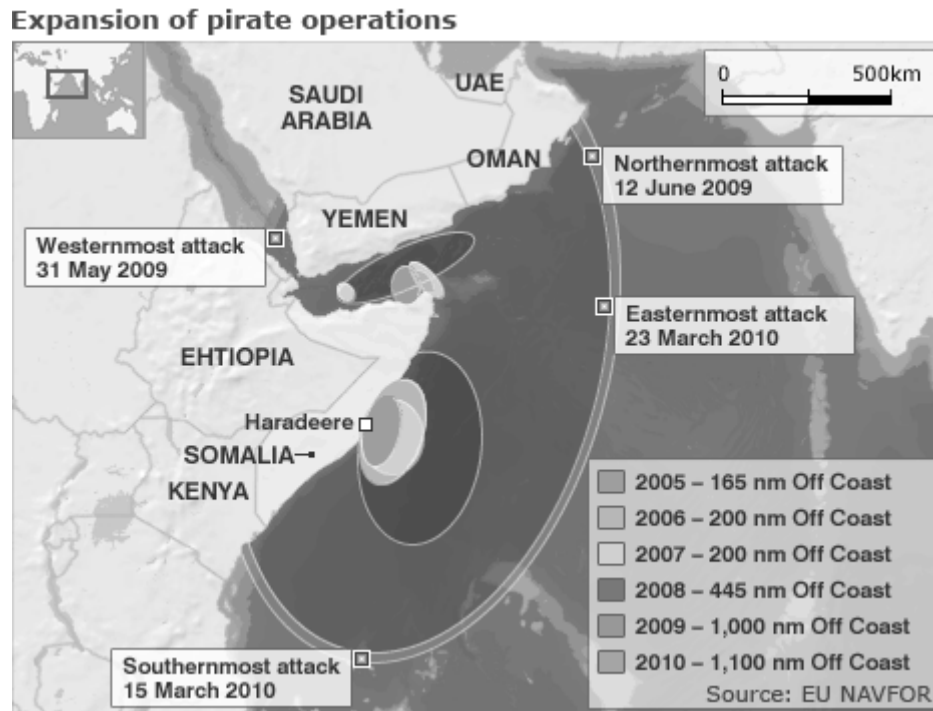 Expansion of pirate operations
0 500km
UAE
SAUDI
ARABIA
OMAN
Northernmost attack
12 June 2009
YEMEN
Westernmost attack
31 May 2009
Easternmost attack
23 March 2010
EHTIOPIA
Haradeere
SOMALIA
KENYA
2005 – 165 nm Off Coast
2006 – 200 nm Off Coast
2007 – 200 nm Off Coast
2008 – 445 nm Off Coast
2009 – 1,000 nm Off Coast
2010 – 1,100 nm Off Coast
Southernmost attack
15 March 2010
Source: EU NAVFOR